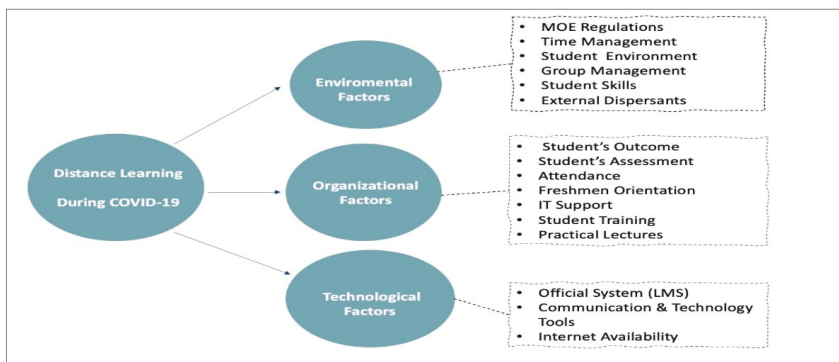 Distance Learning
During COVID-19
Enviromental
Factors
• MOE Regulations
• Time Management
• Student Environment
• Group Management
• Student Skills
• External Dispersants
Organizational
Factors
• Student's Outcome
• Student's Assessment
• Attendance
• Freshmen Orientation
• IT Support
• Student Training
• Practical Lectures
Technological
Factors
• Official System (LMS)
• Communication & Technology
Tools
• Internet Availability